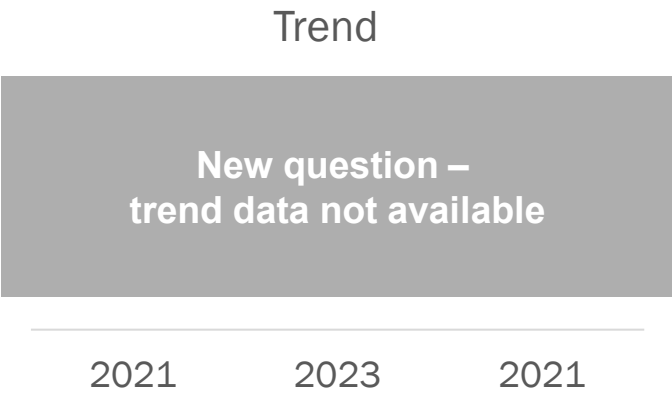 Trend
New question –
trend data not available
2021 2023 2021